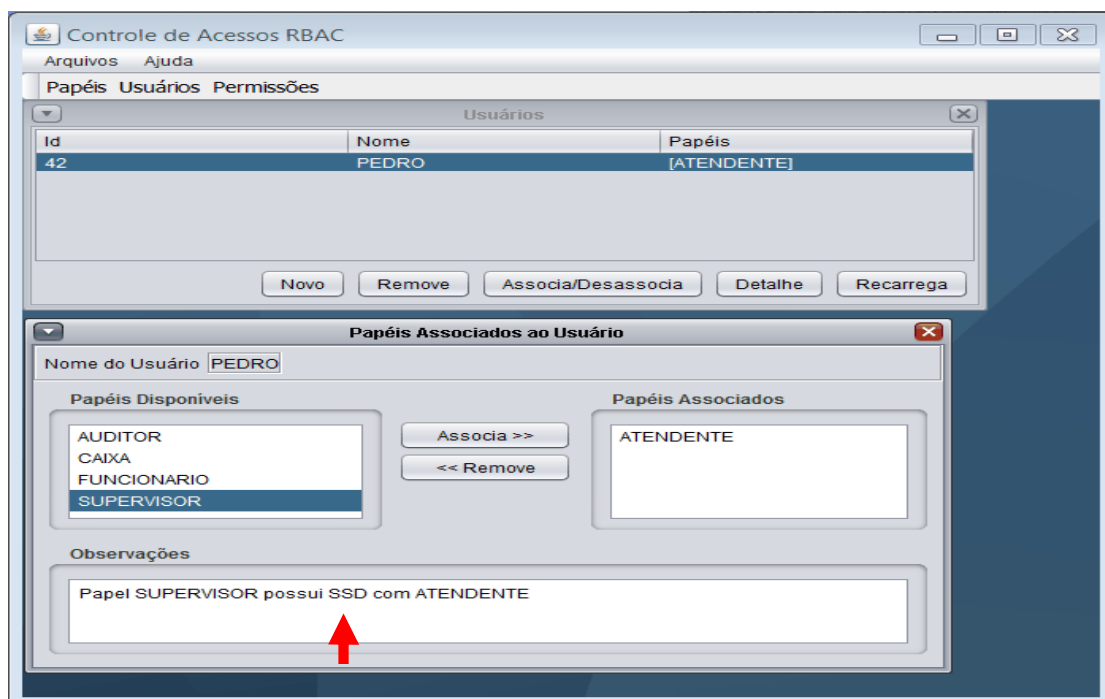 Controle de Acessos RBAC
Arquivos Ajuda
Papéis Usuários Permissões
Usuários
Id Nome Papéis
42 PEDRO [ATENDENTE]
Novo Remove Associa/Desassocia Detalhe Recarrega
Papéis Associados ao Usuário
Nome do Usuário PEDRO
Papéis Disponíveis Papéis Associados
AUDITOR Associa >> ATENDENTE
CAIXA
<< Remove
FUNCIONARIO
SUPERVISOR
Observações
Papel SUPERVISOR possui SSD com ATENDENTE